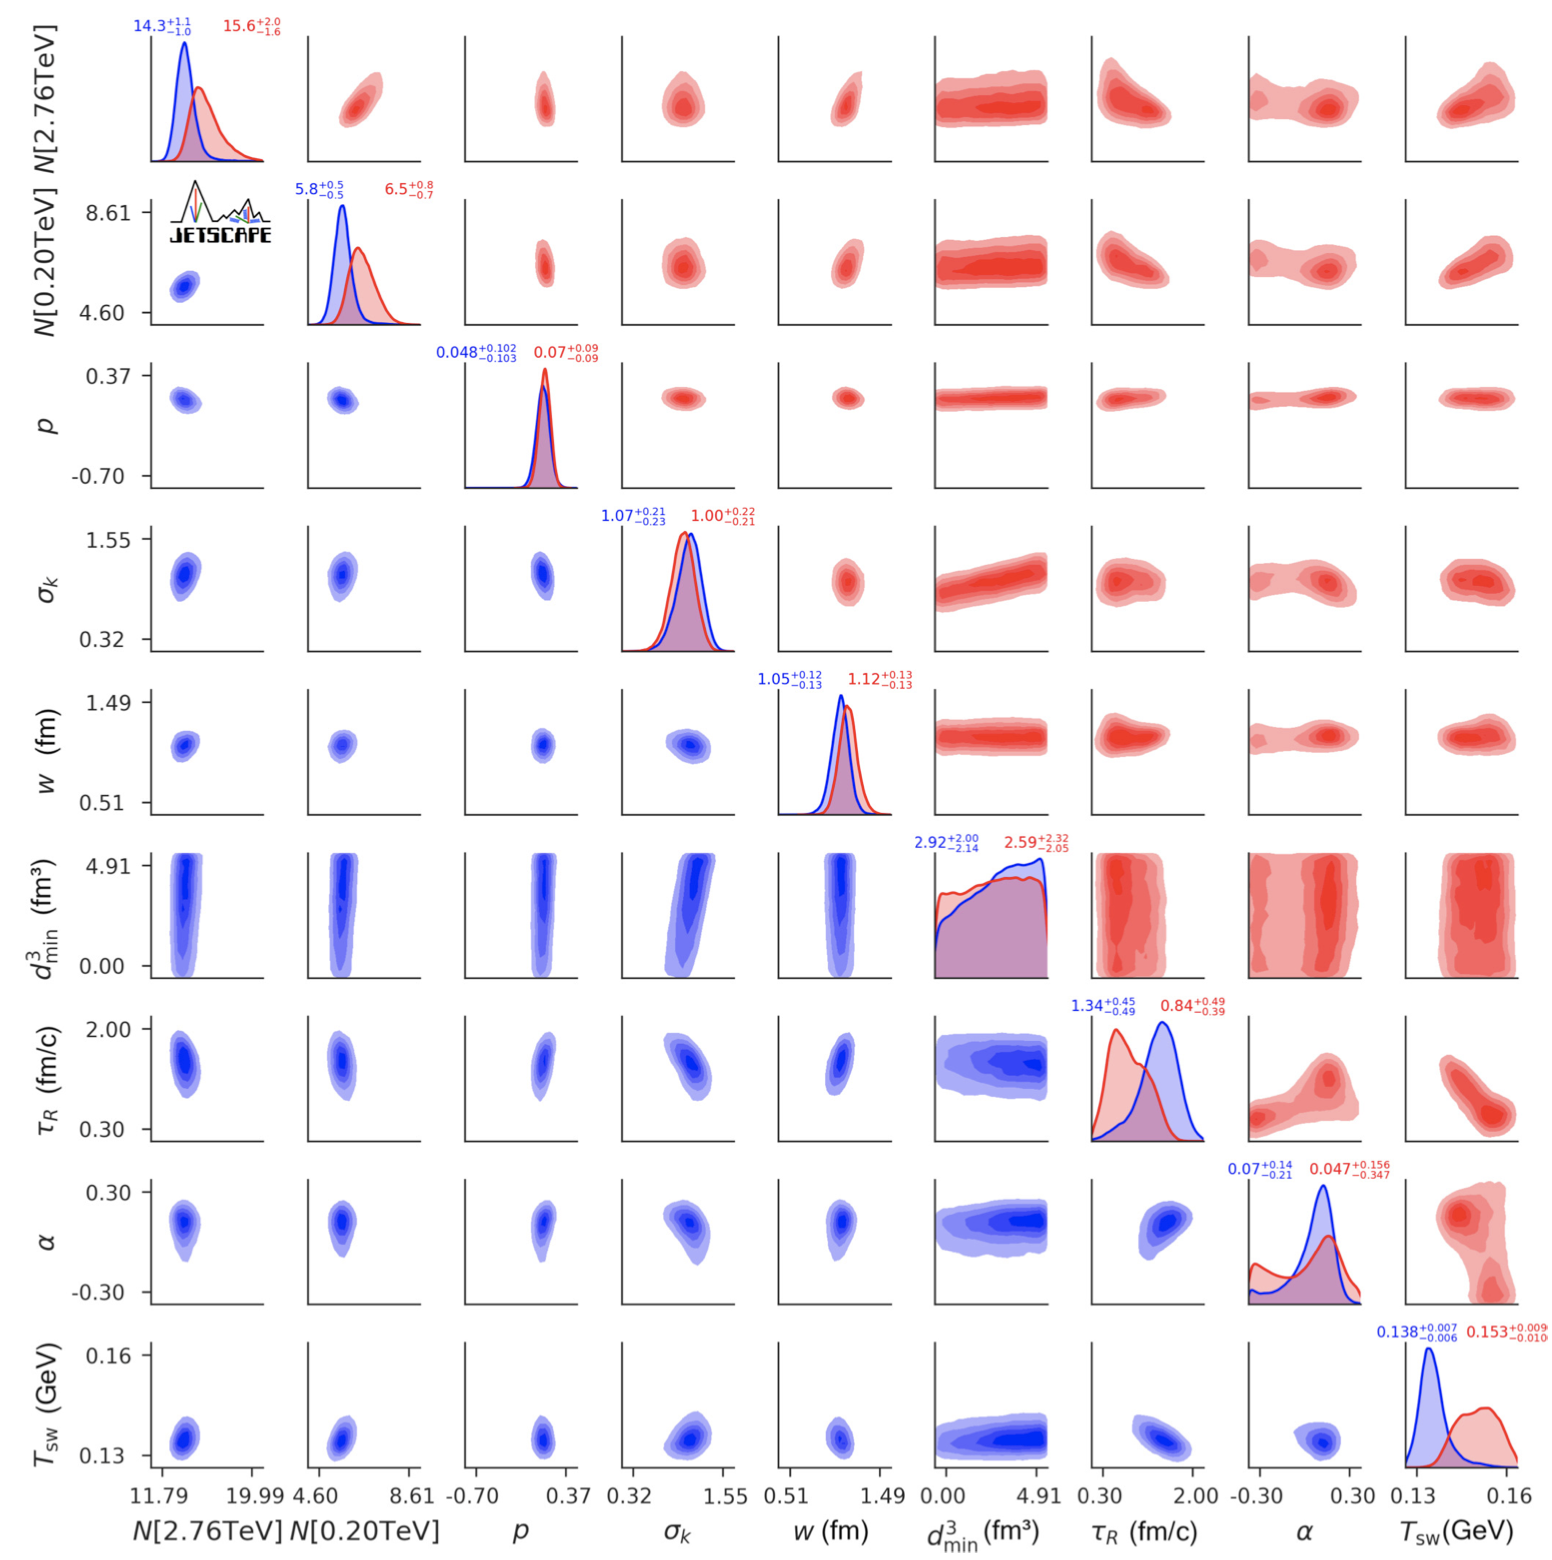 14.3+1.1−1.0 15.6+2.0−1.6
N[2.76TeV]
JETSCAPE
5.8+0.5−0.5 6.5+0.8−0.7
N[0.20TeV]
8.61
4.60
0.048+0.102−0.103 0.07+0.09−0.09
p
0.37
-0.70
1.07+0.21−0.23 1.00+0.22−0.21
σk
1.55
0.32
1.05+0.12−0.13 1.12+0.13−0.13
w (fm)
1.49
0.51
2.92+2.00−2.14 2.59+2.32−2.05
d3min (fm³)
4.91
0.00
1.34+0.45−0.49 0.84+0.49−0.39
τR (fm/c)
2.00
0.30
0.07+0.14−0.21 0.047+0.156−0.347
α
0.30
-0.30
0.138+0.007−0.006 0.153+0.009−0.010
Tsw (GeV)
0.16
0.13
11.79 19.99 4.60 8.61 -0.70 0.37 0.32 1.55 0.51 1.49 0.00 4.91 0.30 2.00 -0.30 0.30 0.13 0.16
N[2.76TeV] N[0.20TeV] p σk w (fm) d3min (fm³) τR (fm/c) α Tsw(GeV)